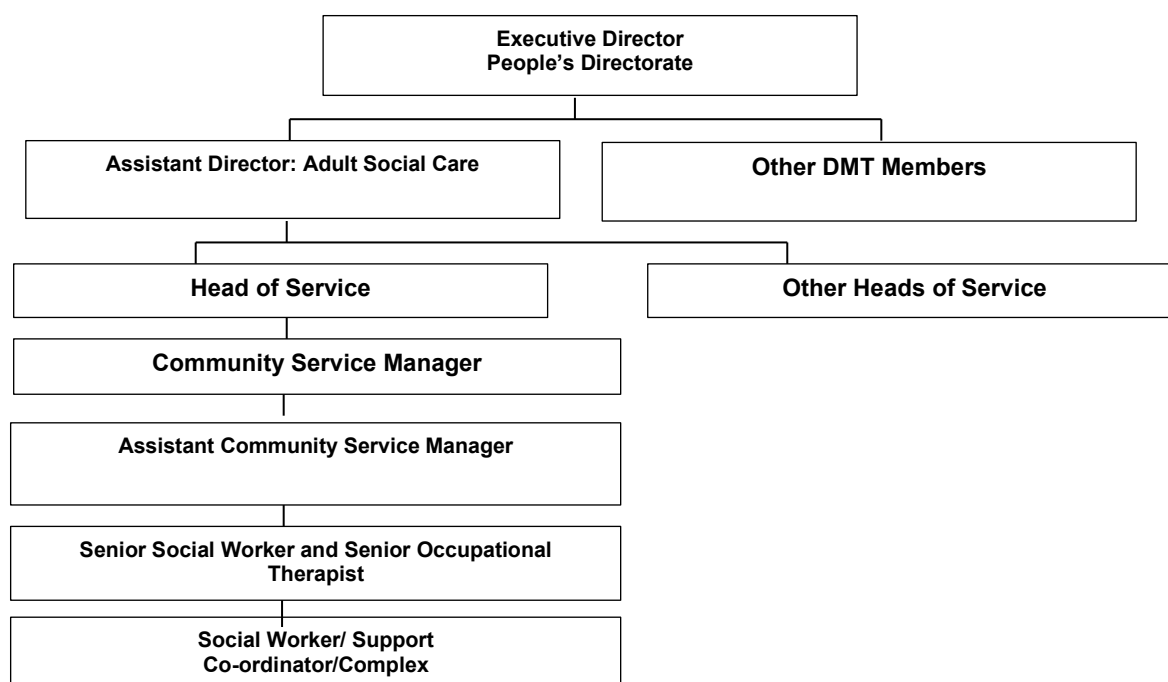 Executive Director
People’s Directorate
Assistant Director: Adult Social Care
Other DMT Members
Head of Service
Other Heads of Service
Community Service Manager
Assistant Community Service Manager
Senior Social Worker and Senior Occupational
Therapist
Social Worker/ Support
Co-ordinator/Complex